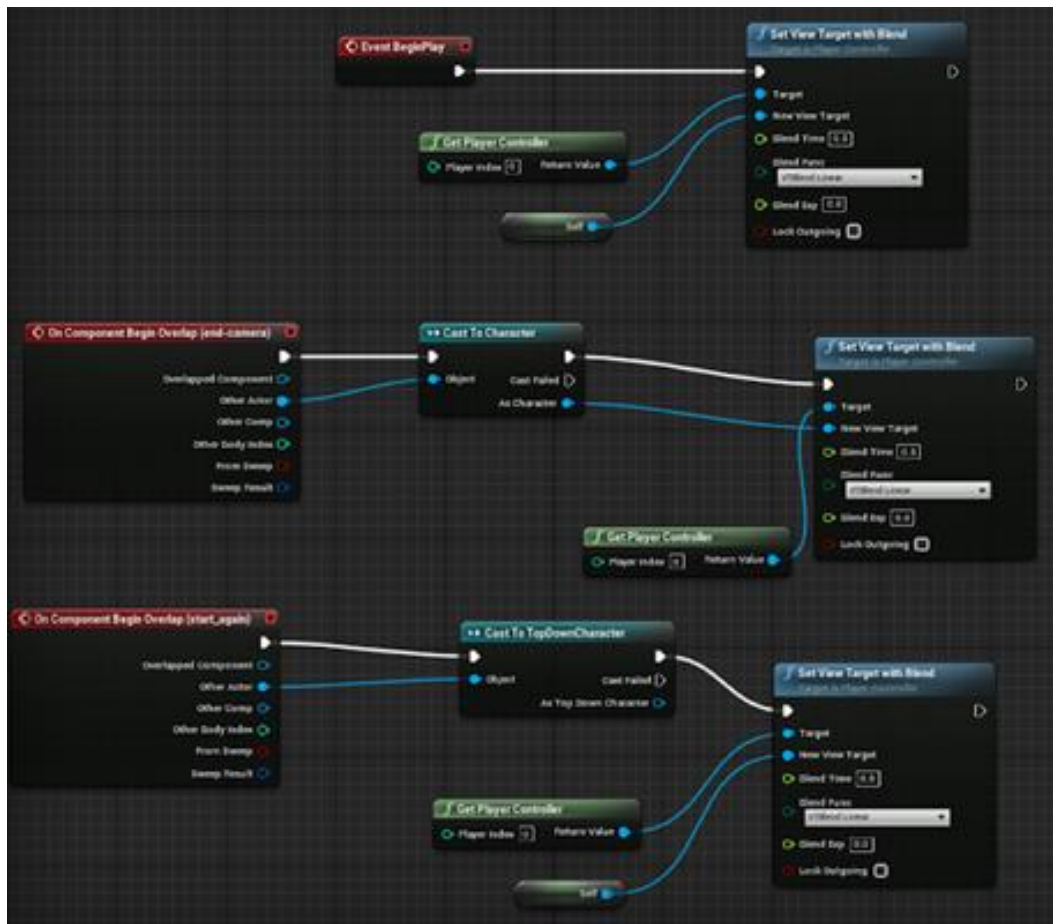 Event BeginPlay
Set View Target with Blend
Target is Player Controller
Target
New View Target
Blend Time
Blend Func
VTBlend Linear
Blend Exp
Lock Outgoing
Get Player Controller
Player Index 0 Return Value
Self
On Component Begin Overlap (end-camera)
Overlapped Component
Other Actor
Other Comp
Other Body Index
From Sweep
Sweep Result
Cast To Character
Object Cast Failed
As Character
Set View Target with Blend
Target is Player Controller
Target
New View Target
Blend Time
Blend Func
VTBlend Linear
Blend Exp
Lock Outgoing
Get Player Controller
Player Index 0 Return Value
On Component Begin Overlap (start_again)
Overlapped Component
Other Actor
Other Comp
Other Body Index
From Sweep
Sweep Result
Cast To TopDownCharacter
Object Cast Failed
As Top Down Character
Set View Target with Blend
Target is Player Controller
Target
New View Target
Blend Time
Blend Func
VTBlend Linear
Blend Exp
Lock Outgoing
Get Player Controller
Player Index 0 Return Value
Self